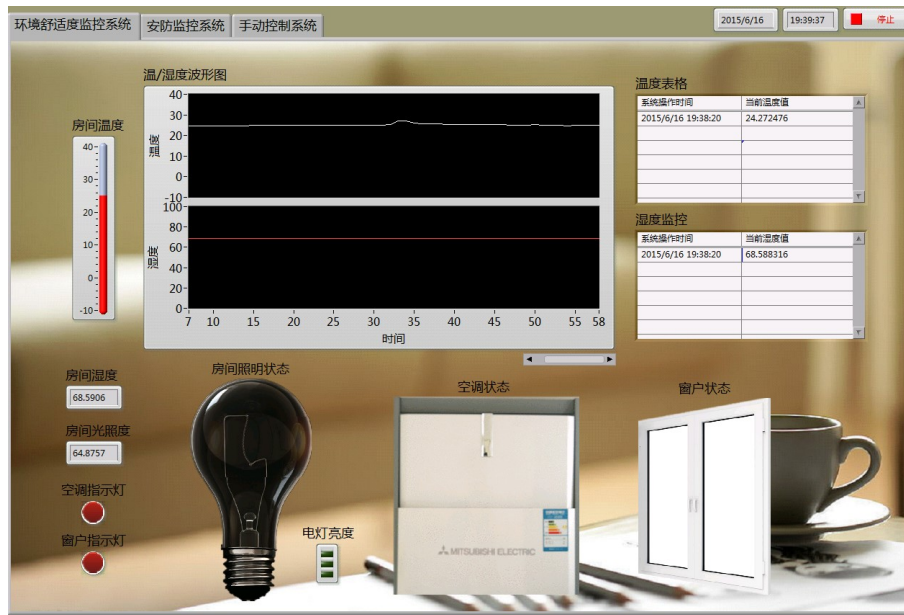 环境舒适度监控系统 安防监控系统 手动控制系统 2015/6/16 19:39:37 停止
温/湿度波形图
温度表格
系统操作时间 当前温度值
2015/6/16 19:38:20 24.272476
房间温度
40
30
20
10
0
-10
温度
40
30
20
10
0
-10
湿度
100
80
60
40
20
0
7 10 15 20 25 30 35 40 45 50 55 58
时间
湿度监控
系统操作时间 当前湿度值
2015/6/16 19:38:20 68.588316
房间湿度
68.5906
房间光照度
64.8757
空调指示灯
窗户指示灯
房间照明状态
电灯亮度
空调状态
MITSUBISHI ELECTRIC
窗户状态